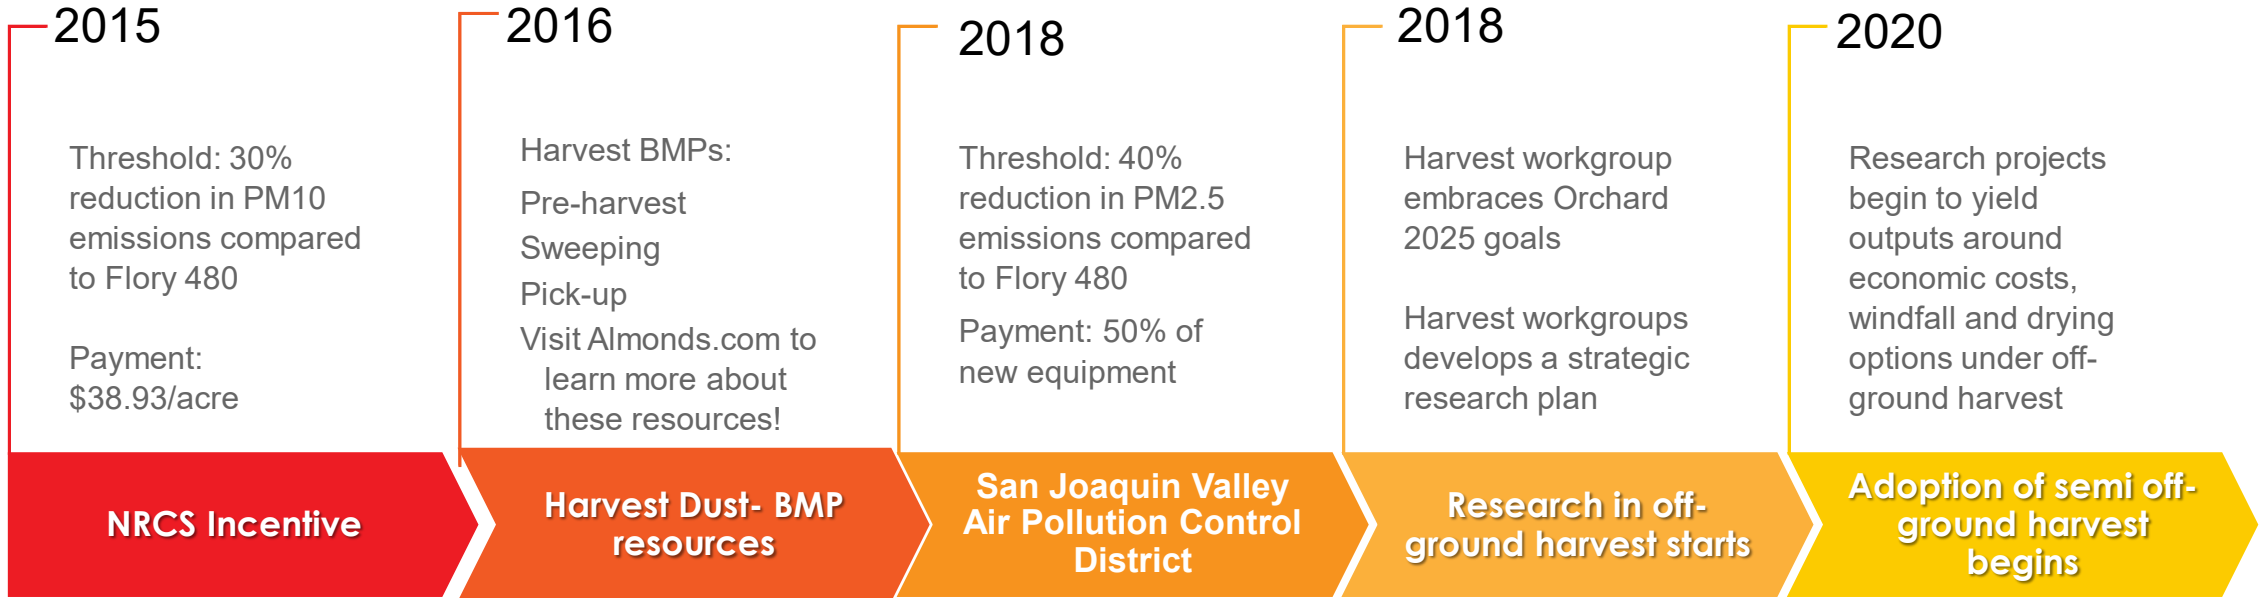 2015
Threshold: 30%
reduction in PM10
emissions compared
to Flory 480
Payment:
$38.93/acre
NRCS Incentive
2016
Harvest BMPs:
Pre-harvest
Sweeping
Pick-up
Visit Almonds.com to
learn more about
these resources!
Harvest Dust- BMP
resources
2018
Threshold: 40%
reduction in PM2.5
emissions compared
to Flory 480
Payment: 50% of
new equipment
San Joaquin Valley
Air Pollution Control
District
2018
Harvest workgroup
embraces Orchard
2025 goals
Harvest workgroups
develops a strategic
research plan
Research in off-
ground harvest starts
2020
Research projects
begin to yield
outputs around
economic costs,
windfall and drying
options under off-
ground harvest
Adoption of semi off-
ground harvest
begins